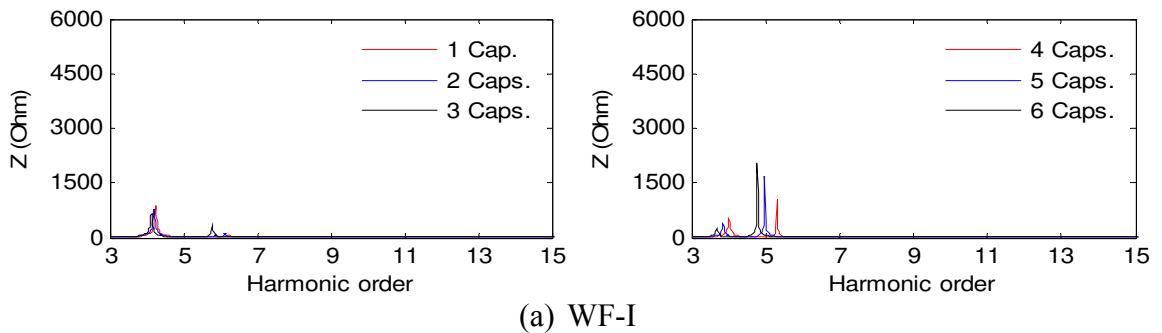 6000
4500
3000
1500
0
Z (Ohm)
1 Cap.
2 Caps.
3 Caps.
3 5 7 9 11 13 15
Harmonic order
6000
4500
3000
1500
0
Z (Ohm)
4 Caps.
5 Caps.
6 Caps.
3 5 7 9 11 13 15
Harmonic order
(a) WF-I